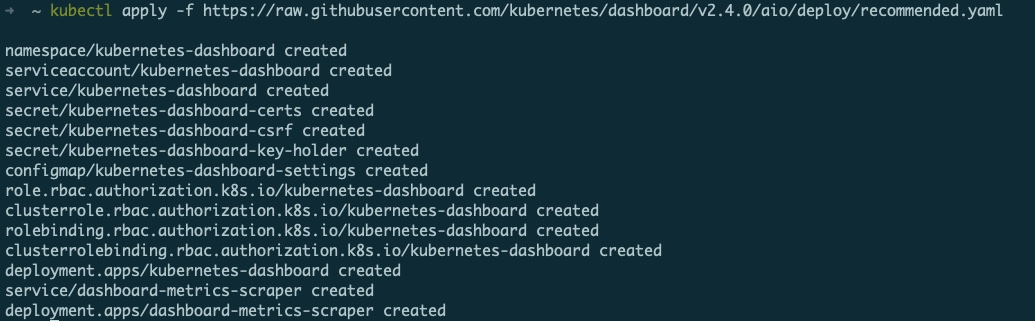 ➜ ~ kubectl apply -f https://raw.githubusercontent.com/kubernetes/dashboard/v2.4.0/aio/deploy/recommended.yaml
namespace/kubernetes-dashboard created
serviceaccount/kubernetes-dashboard created
service/kubernetes-dashboard created
secret/kubernetes-dashboard-certs created
secret/kubernetes-dashboard-csrf created
secret/kubernetes-dashboard-key-holder created
configmap/kubernetes-dashboard-settings created
role.rbac.authorization.k8s.io/kubernetes-dashboard created
clusterrole.rbac.authorization.k8s.io/kubernetes-dashboard created
rolebinding.rbac.authorization.k8s.io/kubernetes-dashboard created
clusterrolebinding.rbac.authorization.k8s.io/kubernetes-dashboard created
deployment.apps/kubernetes-dashboard created
service/dashboard-metrics-scraper created
deployment.apps/dashboard-metrics-scraper created